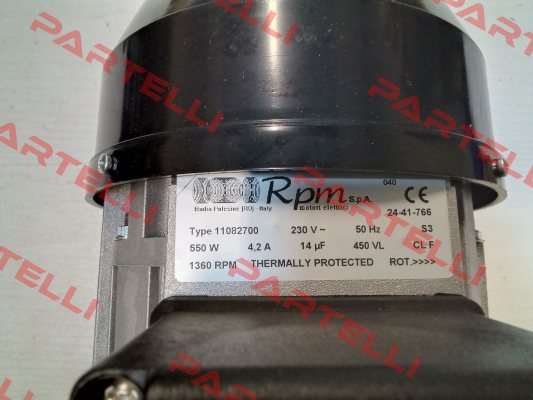 PARTELLI
PARTELLI
PARTELLI
PARTELLI
PARTELLI
040
Rpm S.p.A.
CE
Badia Polesine [RO] - Italy
motori elettrici
24-41-766
Type 11082700 230 V ~ 50 Hz S3
550 W 4,2 A 14 µF 450 VL CL F
1360 RPM THERMALLY PROTECTED ROT.>>>>